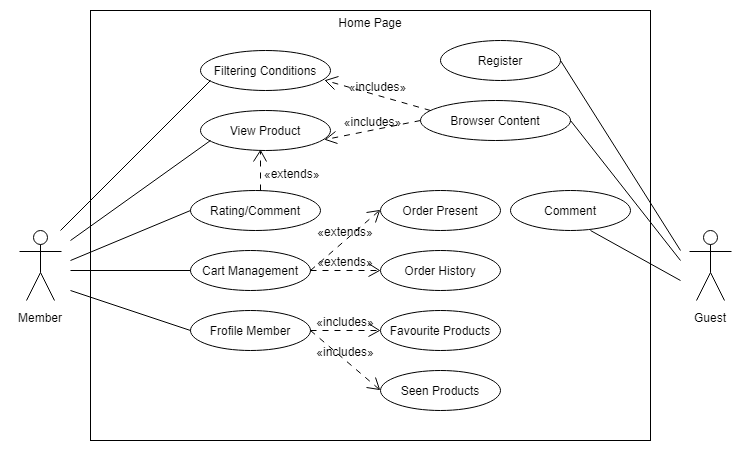 Home Page
Filtering Conditions
Register
«includes»
View Product
«includes»
Browser Content
«extends»
Rating/Comment
Order Present
Comment
«extends»
Cart Management
«extends»
Order History
Member
Guest
Frofile Member
«includes»
Favourite Products
«includes»
Seen Products